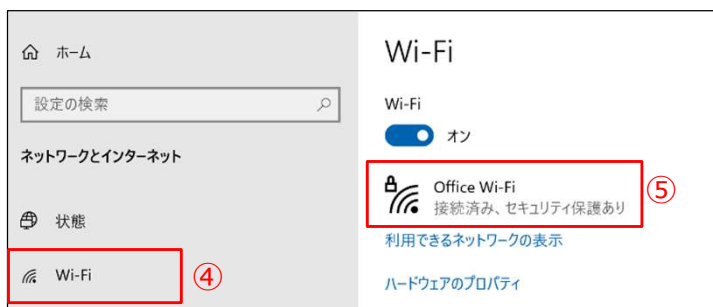 ホーム
設定の検索
ネットワークとインターネット
状態
Wi-Fi
④
Wi-Fi
Wi-Fi
オン
Office Wi-Fi
接続済み、セキュリティ保護あり
⑤
利用できるネットワークの表示
ハードウェアのプロパティ